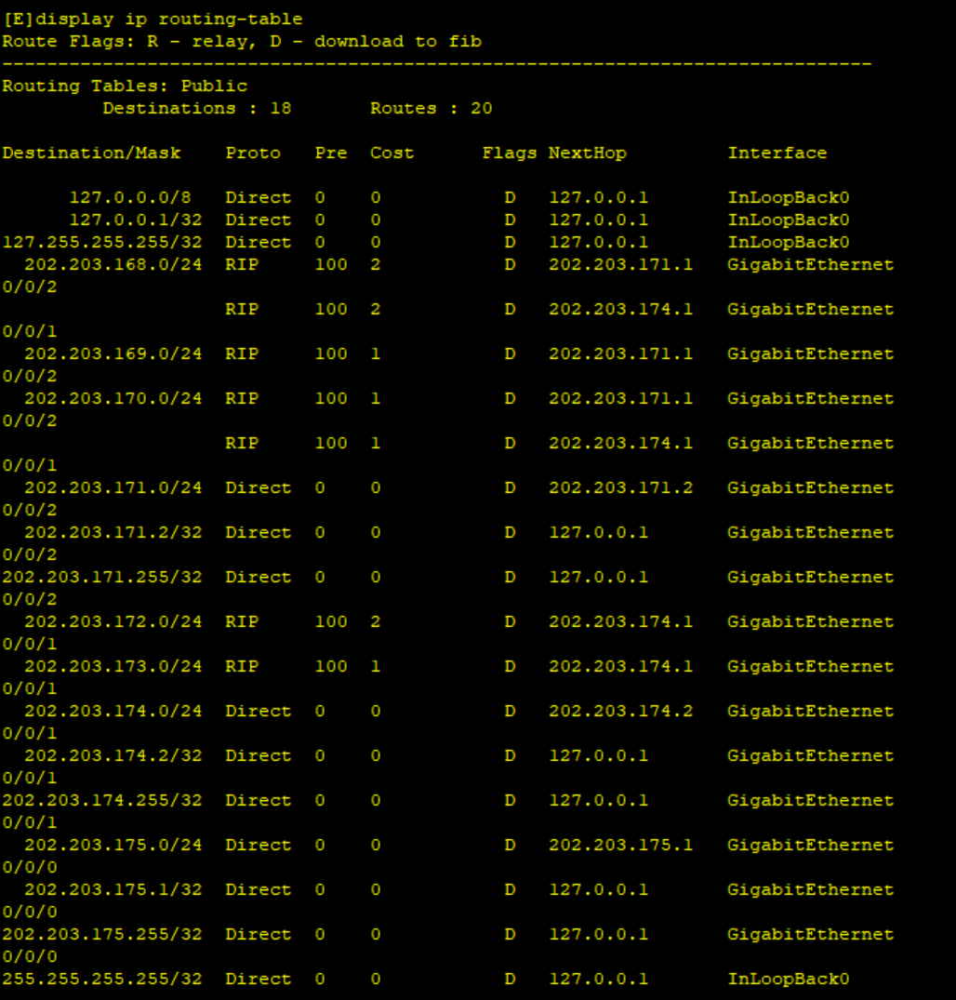 [E]display ip routing-table
Route Flags: R - relay, D - download to fib
------------------------------------------------------------------------------
Routing Tables: Public
         Destinations : 18       Routes : 20

Destination/Mask    Proto   Pre  Cost      Flags NextHop         Interface

      127.0.0.0/8   Direct  0    0           D   127.0.0.1       InLoopBack0
      127.0.0.1/32  Direct  0    0           D   127.0.0.1       InLoopBack0
127.255.255.255/32  Direct  0    0           D   127.0.0.1       InLoopBack0
  202.203.168.0/24  RIP     100  2           D   202.203.171.1   GigabitEthernet
0/0/2
                    RIP     100  2           D   202.203.174.1   GigabitEthernet
0/0/1
  202.203.169.0/24  RIP     100  1           D   202.203.171.1   GigabitEthernet
0/0/2
  202.203.170.0/24  RIP     100  1           D   202.203.171.1   GigabitEthernet
0/0/2
                    RIP     100  1           D   202.203.174.1   GigabitEthernet
0/0/1
  202.203.171.0/24  Direct  0    0           D   202.203.171.2   GigabitEthernet
0/0/2
  202.203.171.2/32  Direct  0    0           D   127.0.0.1       GigabitEthernet
0/0/2
202.203.171.255/32  Direct  0    0           D   127.0.0.1       GigabitEthernet
0/0/2
  202.203.172.0/24  RIP     100  2           D   202.203.174.1   GigabitEthernet
0/0/1
  202.203.173.0/24  RIP     100  1           D   202.203.174.1   GigabitEthernet
0/0/1
  202.203.174.0/24  Direct  0    0           D   202.203.174.2   GigabitEthernet
0/0/1
  202.203.174.2/32  Direct  0    0           D   127.0.0.1       GigabitEthernet
0/0/1
202.203.174.255/32  Direct  0    0           D   127.0.0.1       GigabitEthernet
0/0/1
  202.203.175.0/24  Direct  0    0           D   202.203.175.1   GigabitEthernet
0/0/0
  202.203.175.1/32  Direct  0    0           D   127.0.0.1       GigabitEthernet
0/0/0
202.203.175.255/32  Direct  0    0           D   127.0.0.1       GigabitEthernet
0/0/0
255.255.255.255/32  Direct  0    0           D   127.0.0.1       InLoopBack0